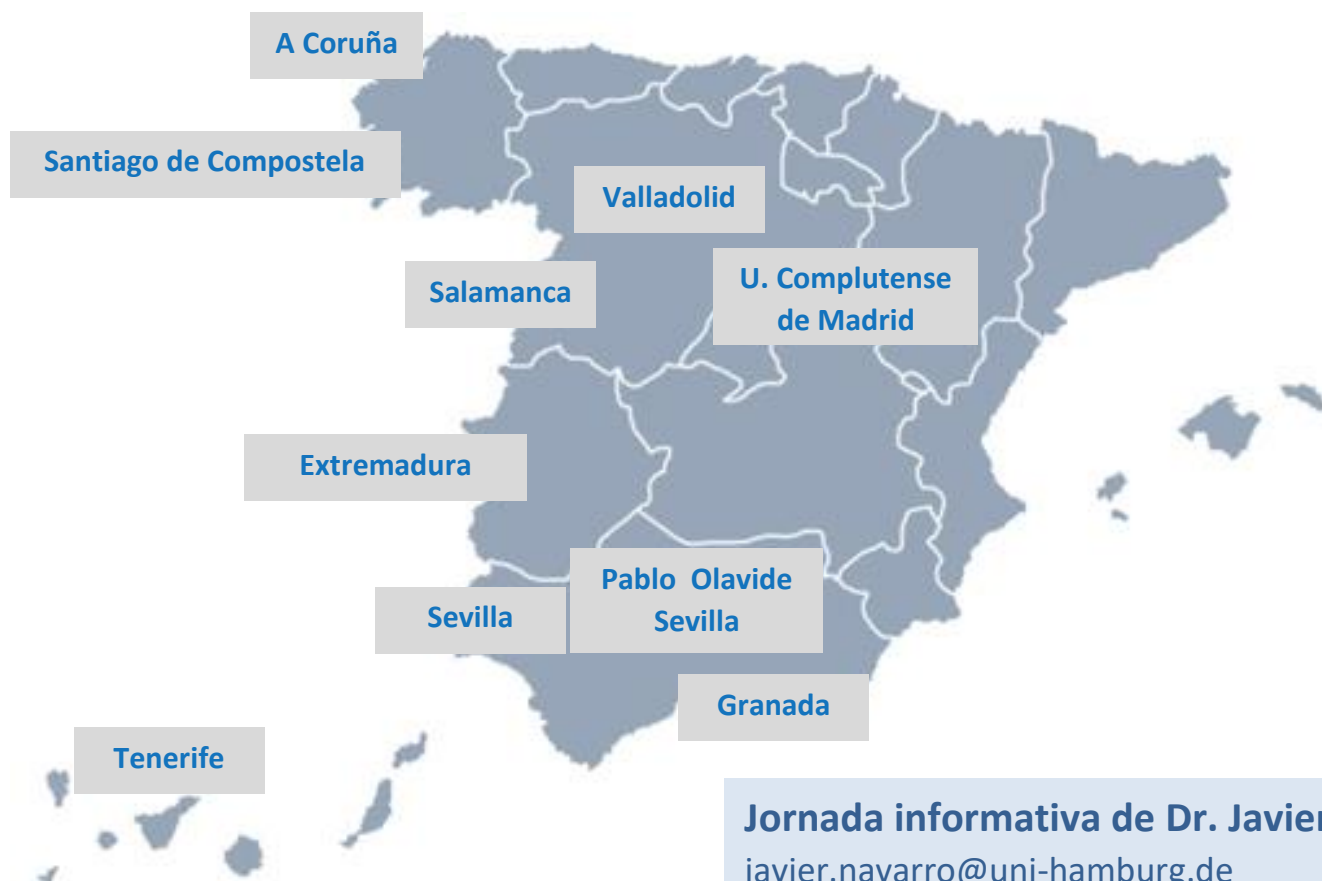 A Coruña
Santiago de Compostela
Valladolid
Salamanca
U. Complutense
de Madrid
Extremadura
Pablo Olavide
Sevilla
Sevilla
Granada
Tenerife
Jornada informativa de Dr. Javier
javier.navarro@uni-hamburg.de